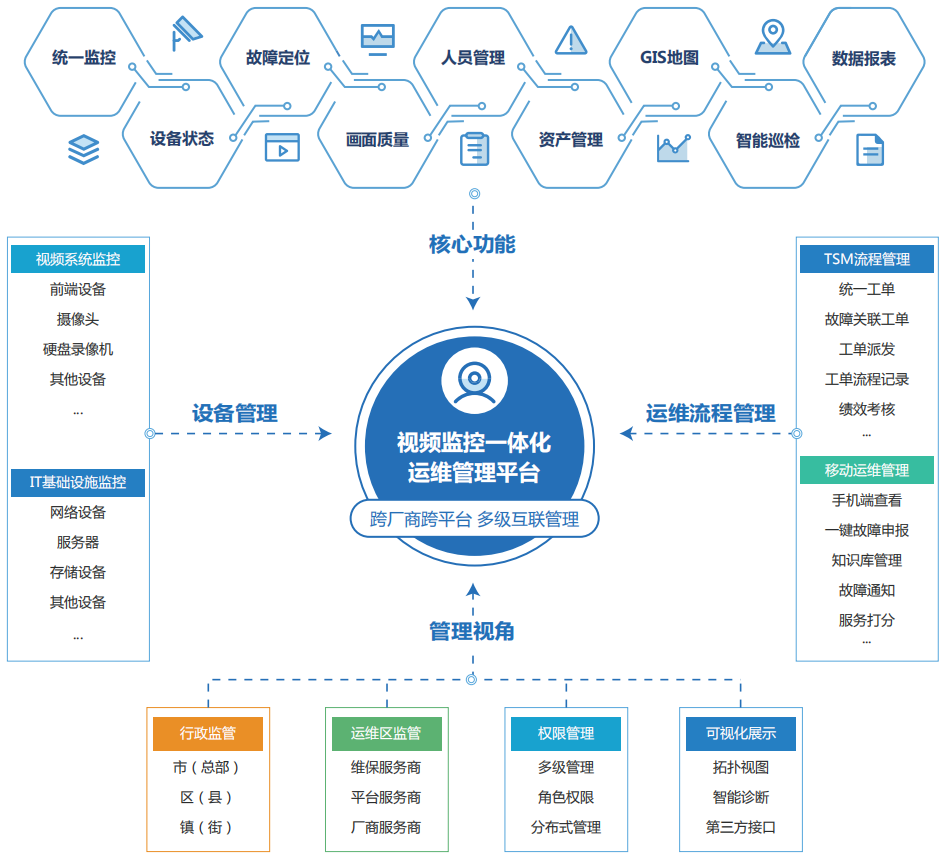 统一监控
故障定位
人员管理
GIS地图
数据报表
设备状态
画面质量
资产管理
智能巡检
核心功能
视频系统监控
前端设备
摄像头
硬盘录像机
其他设备
...
IT基础设施监控
网络设备
服务器
存储设备
其他设备
...
设备管理
视频监控一体化
运维管理平台
跨厂商跨平台 多级互联管理
运维流程管理
TSM流程管理
统一工单
故障关联工单
工单派发
工单流程记录
绩效考核
...
移动运维管理
手机端查看
一键故障申报
知识库管理
故障通知
服务打分
...
管理视角
行政监管
市（总部）
区（县）
镇（街）
运维区监管
维保服务商
平台服务商
厂商服务商
权限管理
多级管理
角色权限
分布式管理
可视化展示
拓扑视图
智能诊断
第三方接口